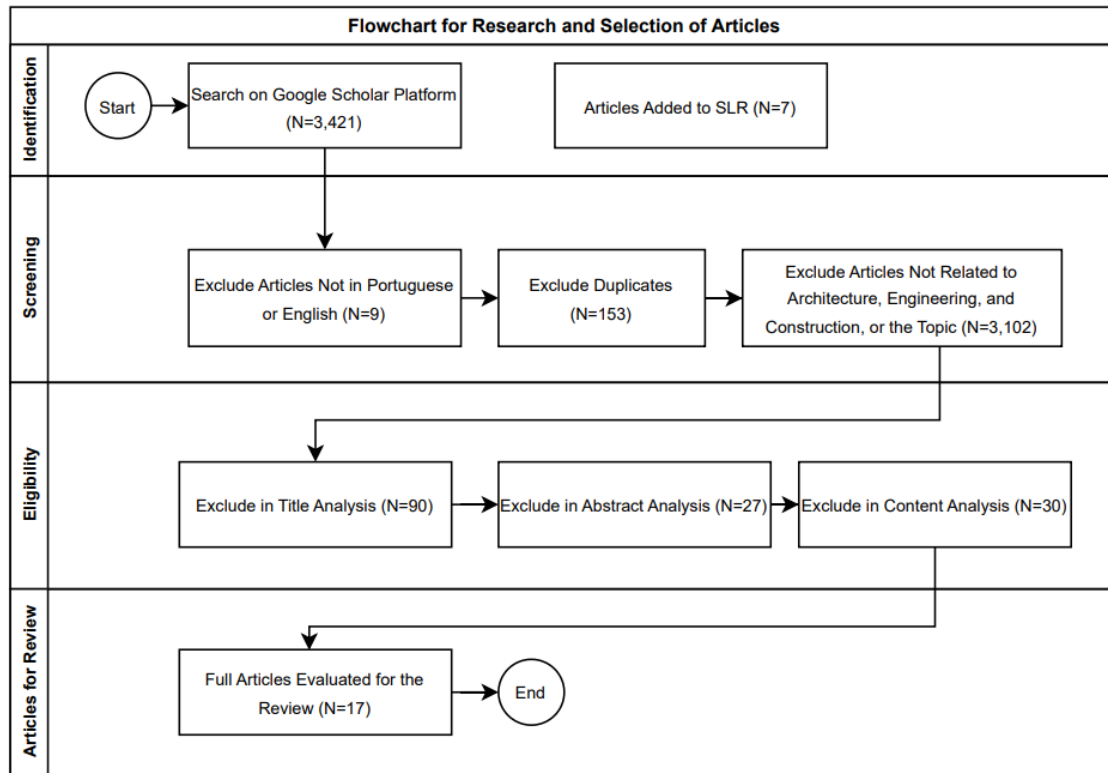 Flowchart for Research and Selection of Articles
Identification
Start
Search on Google Scholar Platform
(N=3,421)
Articles Added to SLR (N=7)
Screening
Exclude Articles Not in Portuguese
or English (N=9)
Exclude Duplicates
(N=153)
Exclude Articles Not Related to
Architecture, Engineering, and
Construction, or the Topic (N=3,102)
Eligibility
Exclude in Title Analysis (N=90)
Exclude in Abstract Analysis (N=27)
Exclude in Content Analysis (N=30)
Articles for Review
Full Articles Evaluated for the
Review (N=17)
End